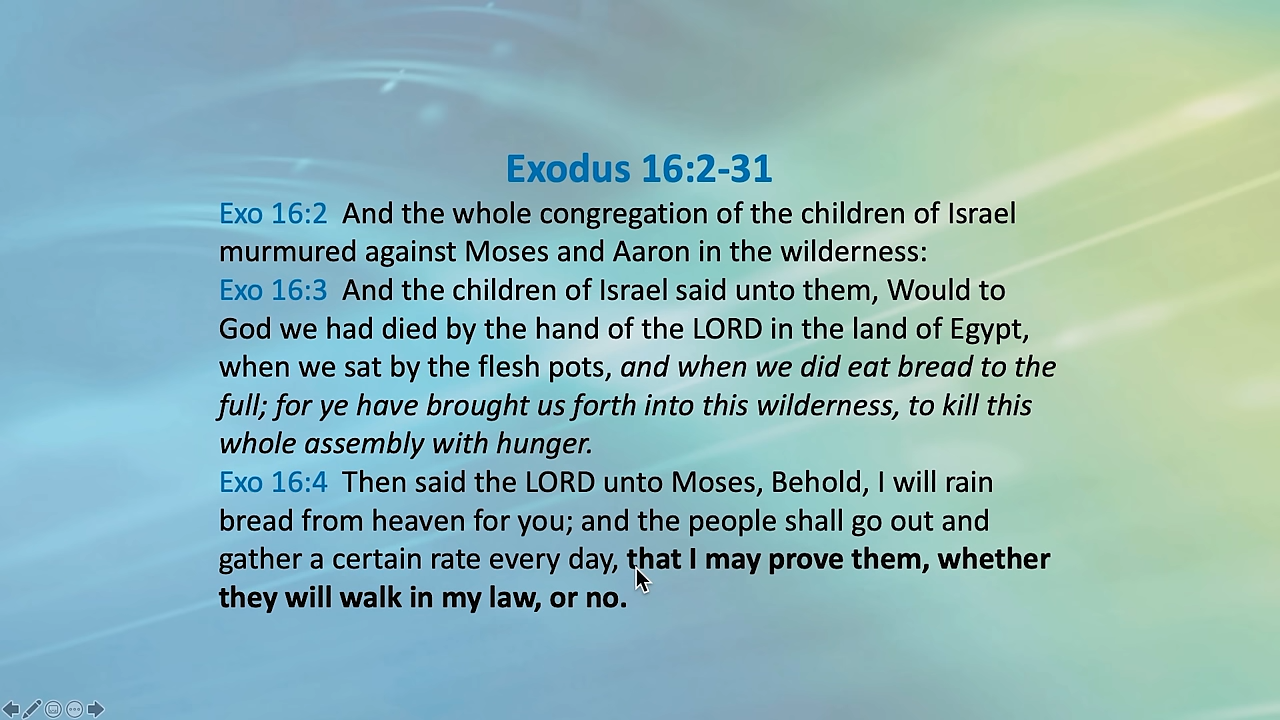 Exodus 16:2-31
Exo 16:2 And the whole congregation of the children of Israel
murmured against Moses and Aaron in the wilderness:
Exo 16:3 And the children of Israel said unto them, Would to
God we had died by the hand of the LORD in the land of Egypt,
when we sat by the flesh pots, and when we did eat bread to the
full; for ye have brought us forth into this wilderness, to kill this
whole assembly with hunger.
Exo 16:4 Then said the LORD unto Moses, Behold, I will rain
bread from heaven for you; and the people shall go out and
gather a certain rate every day, that I may prove them, whether
they will walk in my law, or no.